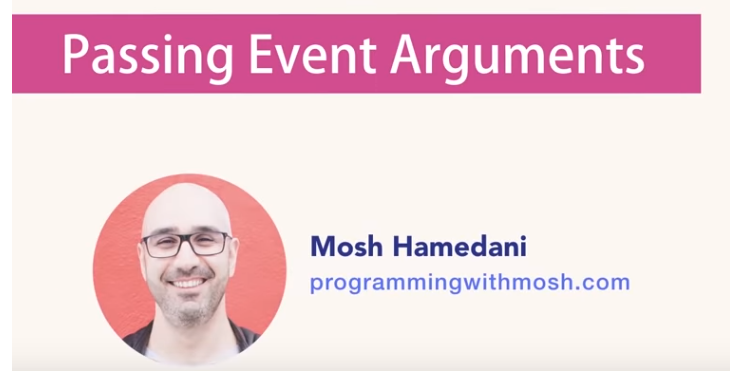 Passing Event Arguments
Mosh Hamedani
programmingwithmosh.com